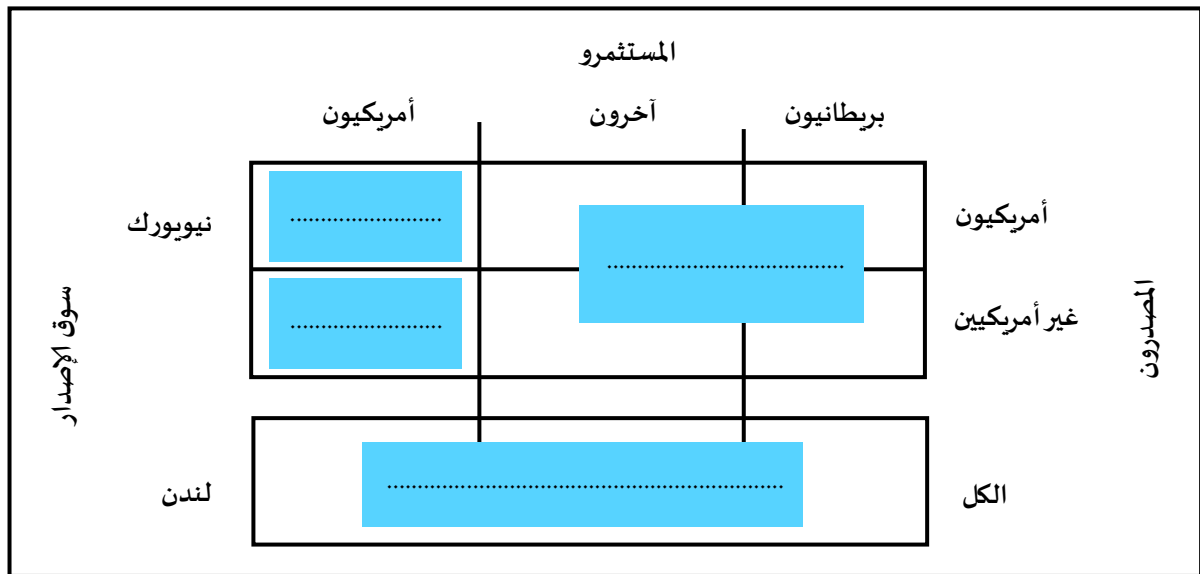 المستثمرو
بريطانيون
آخرون
أمريكيون
أمريكيون
..........................
.........................................
نيويورك
غير أمريكيين
..........................
المصدرون
سوق الإصدار
الكل
....................................................................
لندن